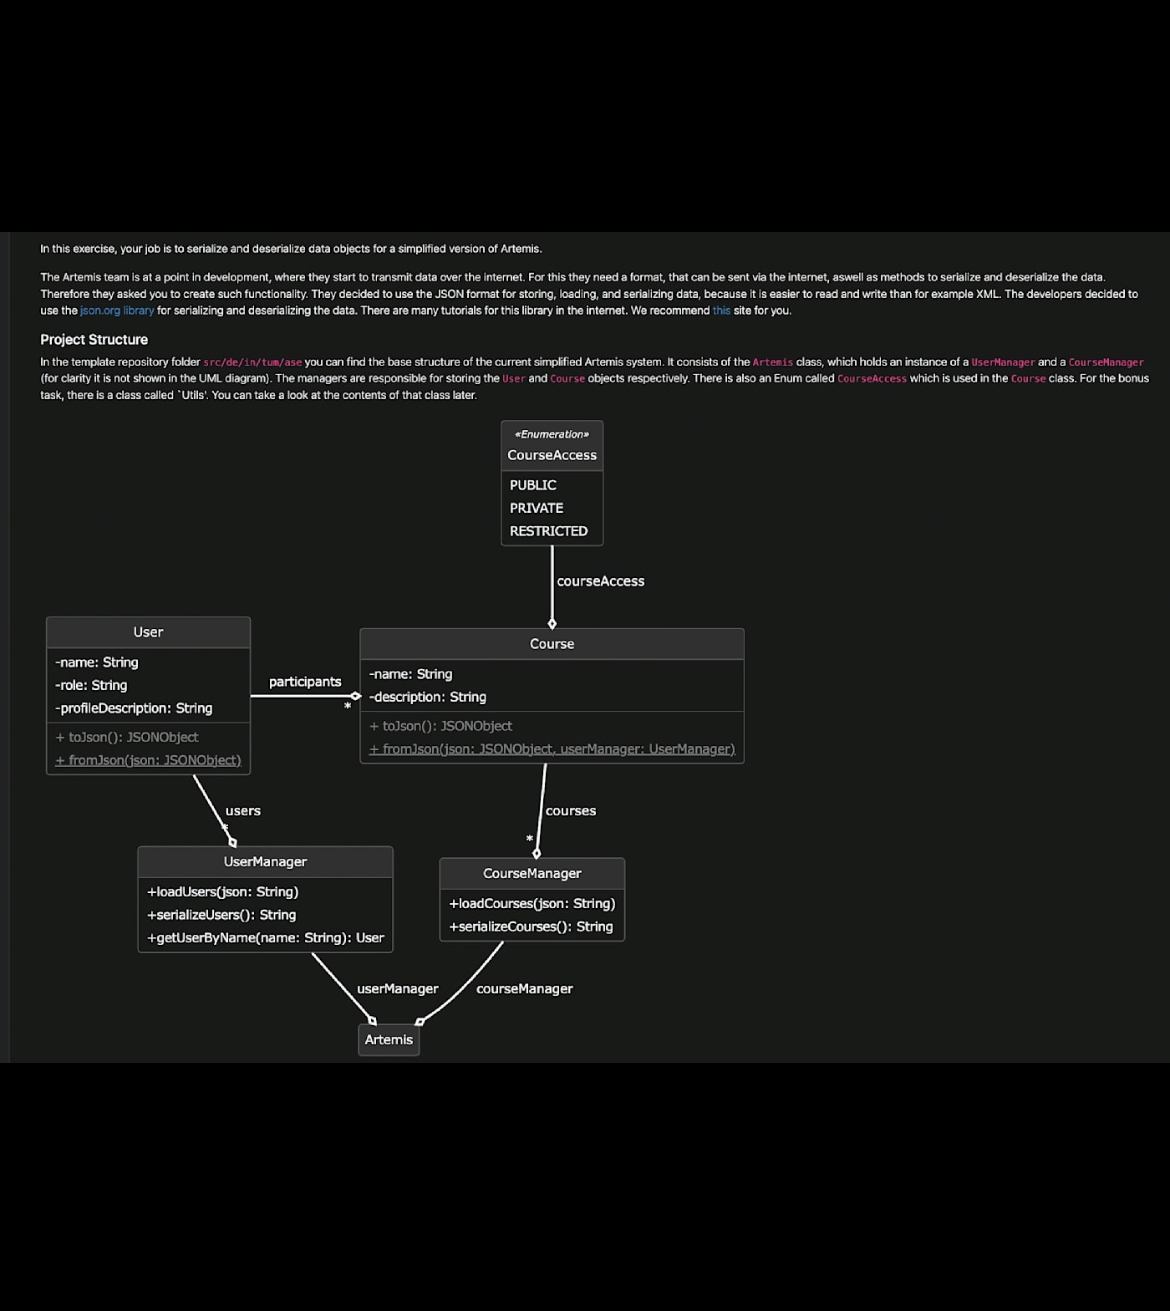 In this exercise, your job is to serialize and deserialize data objects for a simplified version of Artemis.
The Artemis team is at a point in development, where they start to transmit data over the internet. For this they need a format, that can be sent via the internet, aswell as methods to serialize and deserialize the data.
Therefore they asked you to create such functionality. They decided to use the JSON format for storing, loading, and serializing data, because it is easier to read and write than for example XML. The developers decided to
use the json.org library for serializing and deserializing the data. There are many tutorials for this library in the internet. We recommend this site for you.
Project Structure
In the template repository folder src/de/in/tum/ase you can find the base structure of the current simplified Artemis system. It consists of the Artemis class, which holds an instance of a UserManager and a CourseManager
(for clarity it is not shown in the UML diagram). The managers are responsible for storing the User and Course objects respectively. There is also an Enum called CourseAccess which is used in the Course class. For the bonus
task, there is a class called `Utils'. You can take a look at the contents of that class later.
«Enumeration»
CourseAccess
PUBLIC
PRIVATE
RESTRICTED
courseAccess
User
-name: String
-role: String
-profileDescription: String
+ toJson(): JSONObject
+ fromJson(json: JSONObject)
participants
*
Course
-name: String
-description: String
+ toJson(): JSONObject
+ fromJson(json: JSONObject, userManager: UserManager)
users
*
courses
*
UserManager
+loadUsers(json: String)
+serializeUsers(): String
+getUserByName(name: String): User
CourseManager
+loadCourses(json: String)
+serializeCourses(): String
userManager
courseManager
Artemis